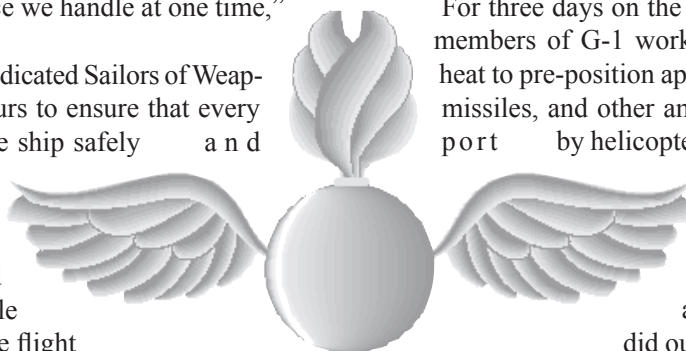 ce we handle at one time,”
dicated Sailors of Weap-
urs to ensure that every
e ship safely and
le
e flight
For three days on the
members of G-1 work
heat to pre-position ap
missiles, and other an
port by helicopte
a
did ou